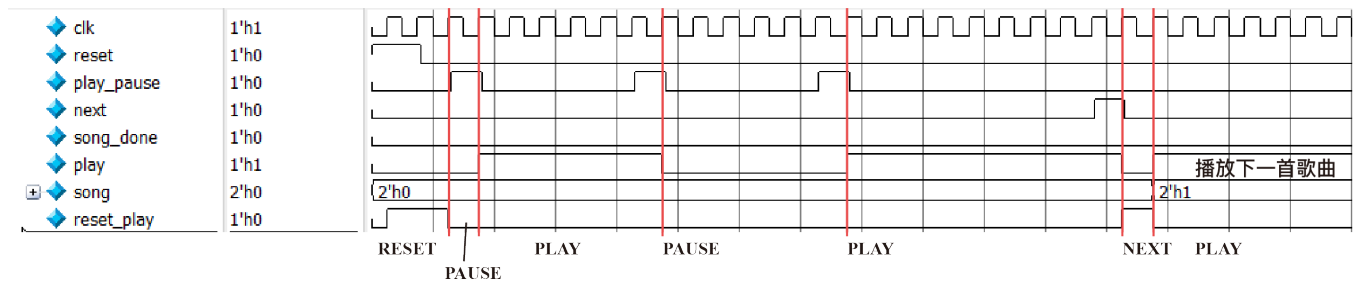 clk 1'h1
reset 1'h0
play_pause 1'h0
next 1'h0
song_done 1'h0
play 1'h1 播放下一首歌曲
song 2'h0 2'h0 2'h1
reset_play 1'h0
RESET PLAY PAUSE PLAY NEXT PLAY
PAUSE